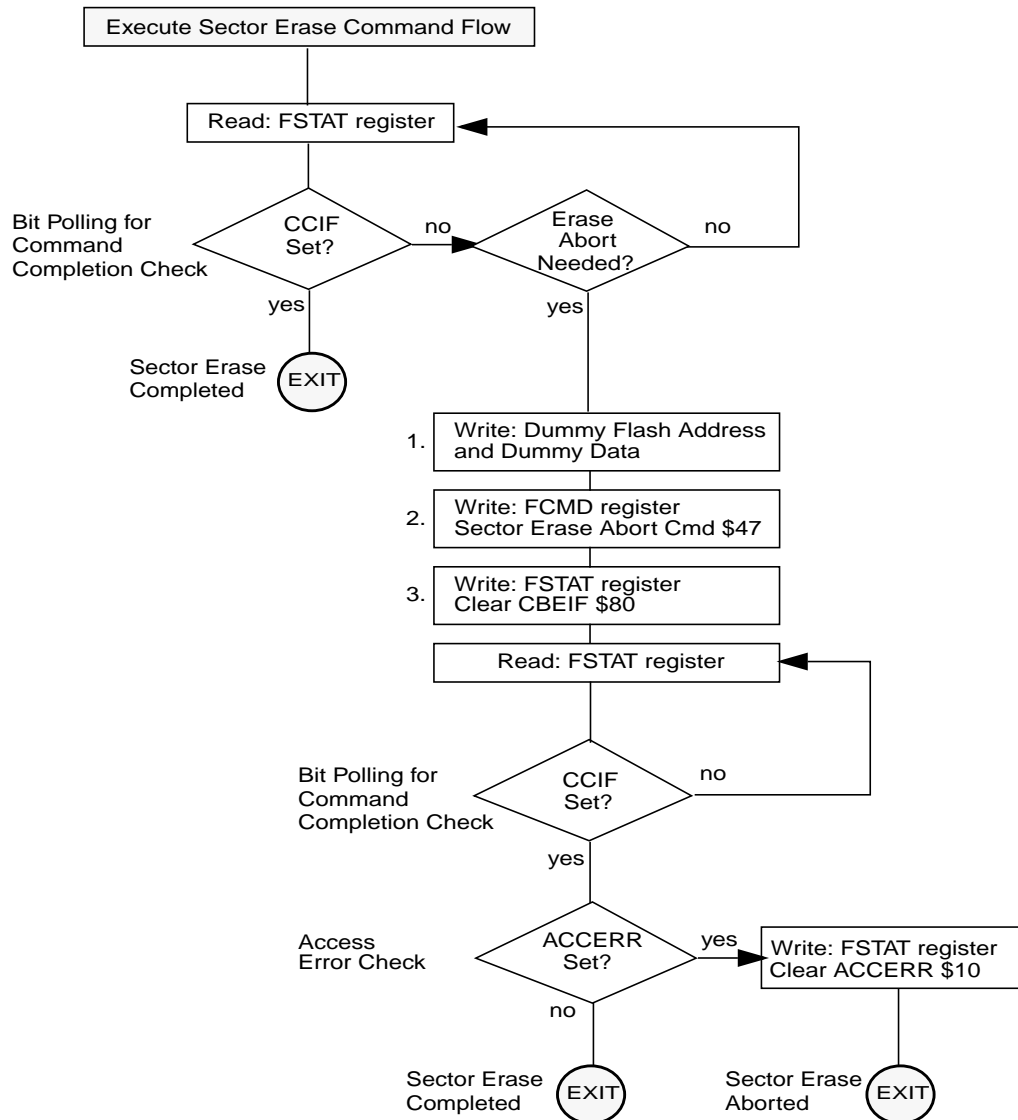 Execute Sector Erase Command Flow
Read: FSTAT register
Bit Polling for
Command
Completion Check
CCIF
Set?
no
Erase
Abort
Needed?
no
yes
yes
Sector Erase
Completed
EXIT
1.
Write: Dummy Flash Address
and Dummy Data
2.
Write: FCMD register
Sector Erase Abort Cmd $47
3.
Write: FSTAT register
Clear CBEIF $80
Read: FSTAT register
Bit Polling for
Command
Completion Check
CCIF
Set?
no
yes
Access
Error Check
ACCERR
Set?
yes
Write: FSTAT register
Clear ACCERR $10
no
Sector Erase
Completed
EXIT
Sector Erase
Aborted
EXIT